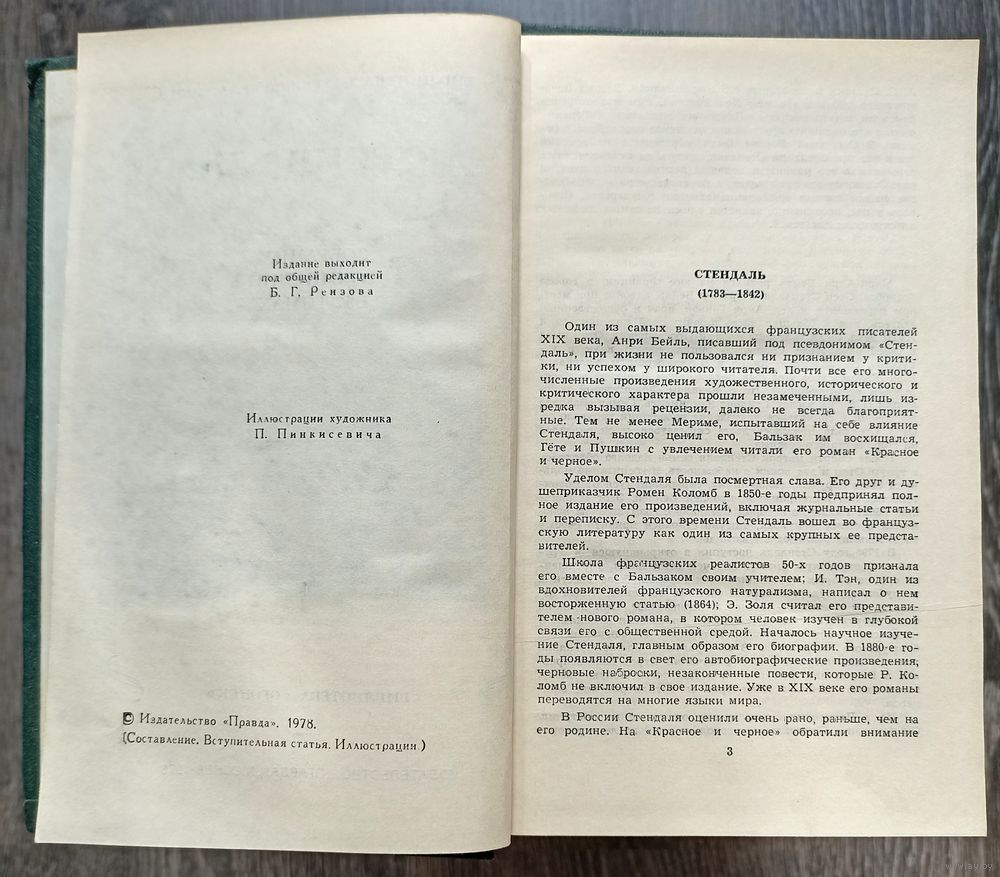 Издание выходит
под общей редакцией
Б. Г. Реизова
Иллюстрации художника
П. Пинкисевича
© Издательство «Правда». 1978.
(Составление. Вступительная статья. Иллюстрации.)
СТЕНДАЛЬ
(1783—1842)
Один из самых выдающихся французских писателей
XIX века, Анри Бейль, писавший под псевдонимом «Стен-
даль», при жизни не пользовался ни признанием у крити-
ки, ни успехом у широкого читателя. Почти все его много-
численные произведения художественного, исторического и
критического характера прошли незамеченными, лишь из-
редка вызывая рецензии, далеко не всегда благоприят-
ные. Тем не менее Мериме, испытавший на себе влияние
Стендаля, высоко ценил его, Бальзак им восхищался,
Гёте и Пушкин с увлечением читали его роман «Красное
и черное».
Уделом Стендаля была посмертная слава. Его друг и ду-
шеприказчик Ромен Коломб в 1850-е годы предпринял пол-
ное издание его произведений, включая журнальные статьи
и переписку. С этого времени Стендаль вошел во француз-
скую литературу как один из самых крупных ее предста-
вителей.
Школа французских реалистов 50-х годов признала
его вместе с Бальзаком своим учителем; И. Тэн, один из
вдохновителей французского натурализма, написал о нем
восторженную статью (1864); Э. Золя считал его представи-
телем нового романа, в котором человек изучен в глубокой
связи его с общественной средой. Началось научное изуче-
ние Стендаля, главным образом его биографии. В 1880-е го-
ды появляются в свет его автобиографические произведения,
черновые наброски, незаконченные повести, которые Р. Ко-
ломб не включил в свое издание. Уже в XIX веке его романы
переводятся на многие языки мира.
В России Стендаля оценили очень рано, раньше, чем на
его родине. На «Красное и черное» обратили внимание
3
www.ay.by